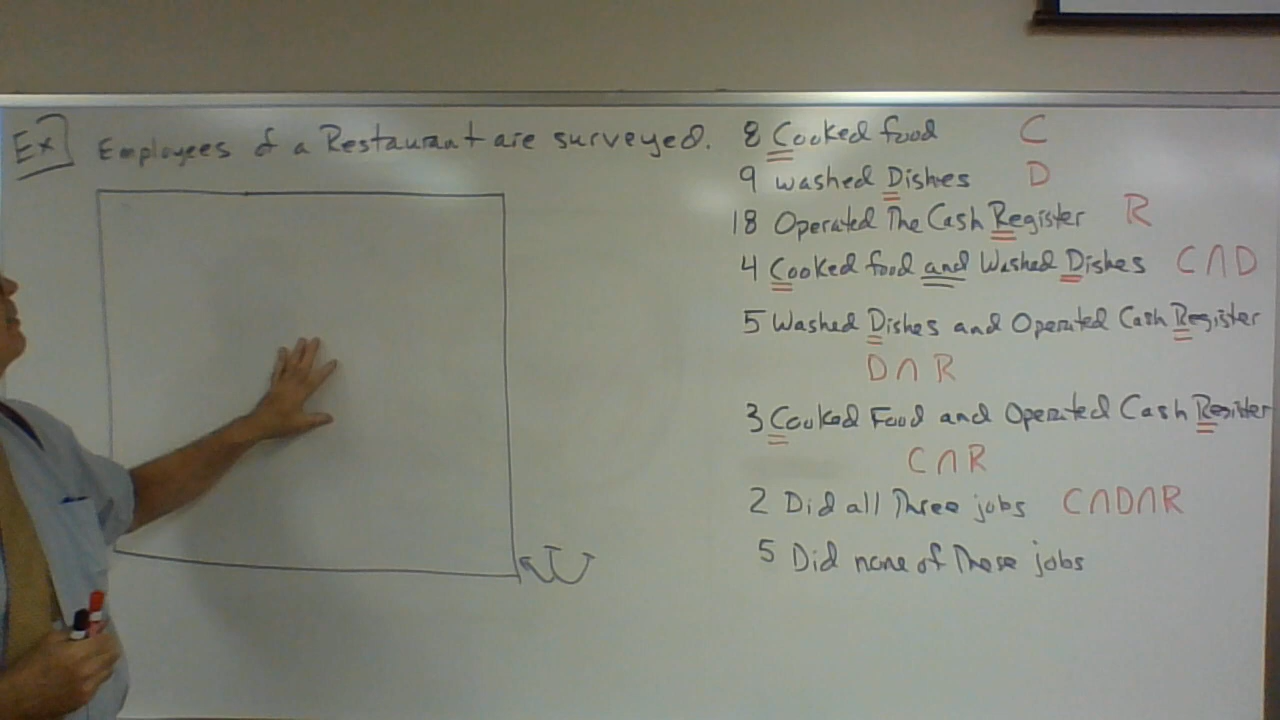 Ex Employees of a Restaurant are surveyed.
8 Cooked food C
9 washed Dishes D
18 Operated The Cash Register R
4 Cooked food and Washed Dishes C∩D
5 Washed Dishes and Operated Cash Register
D∩R
3 Cooked Food and Operated Cash Register
C∩R
2 Did all Three jobs C∩D∩R
5 Did none of These jobs
U